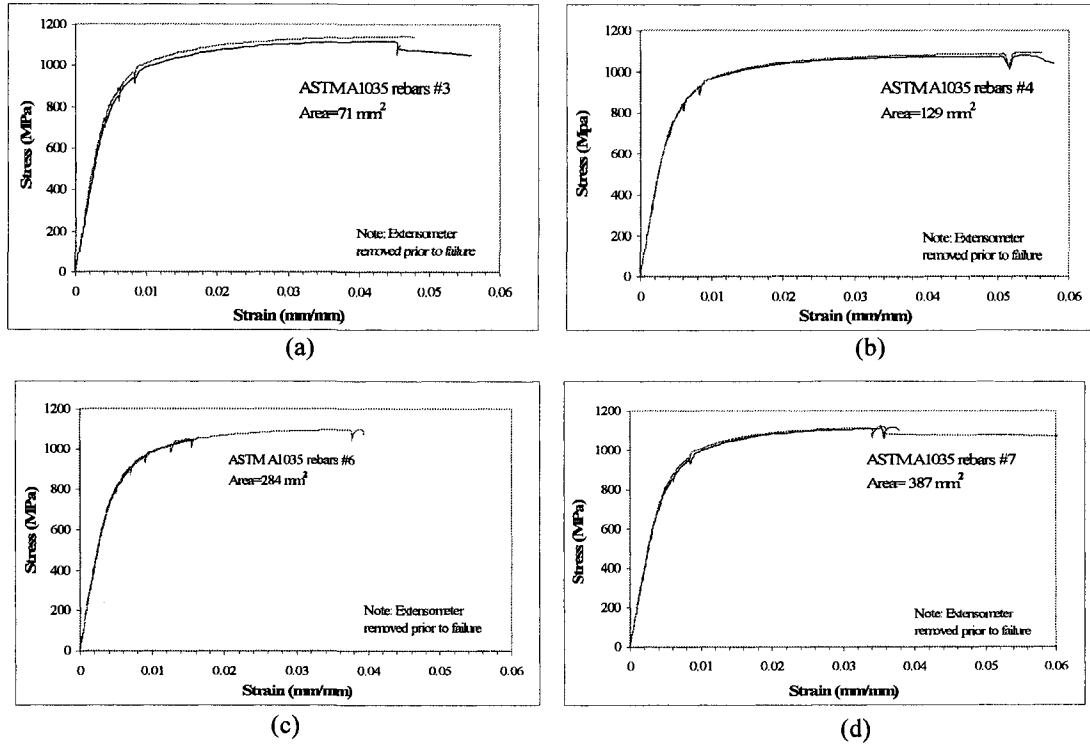 1200
1000
800
600
400
200
0
Stress (MPa)
ASTM A1035 rebars #3
Area=71 mm²
Note: Extensometer
removed prior to failure
0 0.01 0.02 0.03 0.04 0.05 0.06
Strain (mm/mm)
(a)
1200
1000
800
600
400
200
0
Stress (Mpa)
ASTM A1035 rebars #4
Area=129 mm²
Note: Extensometer
removed prior to failure
0 0.01 0.02 0.03 0.04 0.05 0.06
Strain (mm/mm)
(b)
1200
1000
800
600
400
200
0
Stress (MPa)
ASTM A1035 rebars #6
Area=284 mm²
Note: Extensometer
removed prior to failure
0 0.01 0.02 0.03 0.04 0.05 0.06
Strain (mm/mm)
(c)
1200
1000
800
600
400
200
0
Stress (MPa)
ASTM A1035 rebars #7
Area= 387 mm²
Note: Extensometer
removed prior to failure
0 0.01 0.02 0.03 0.04 0.05 0.06
Strain (mm/mm)
(d)